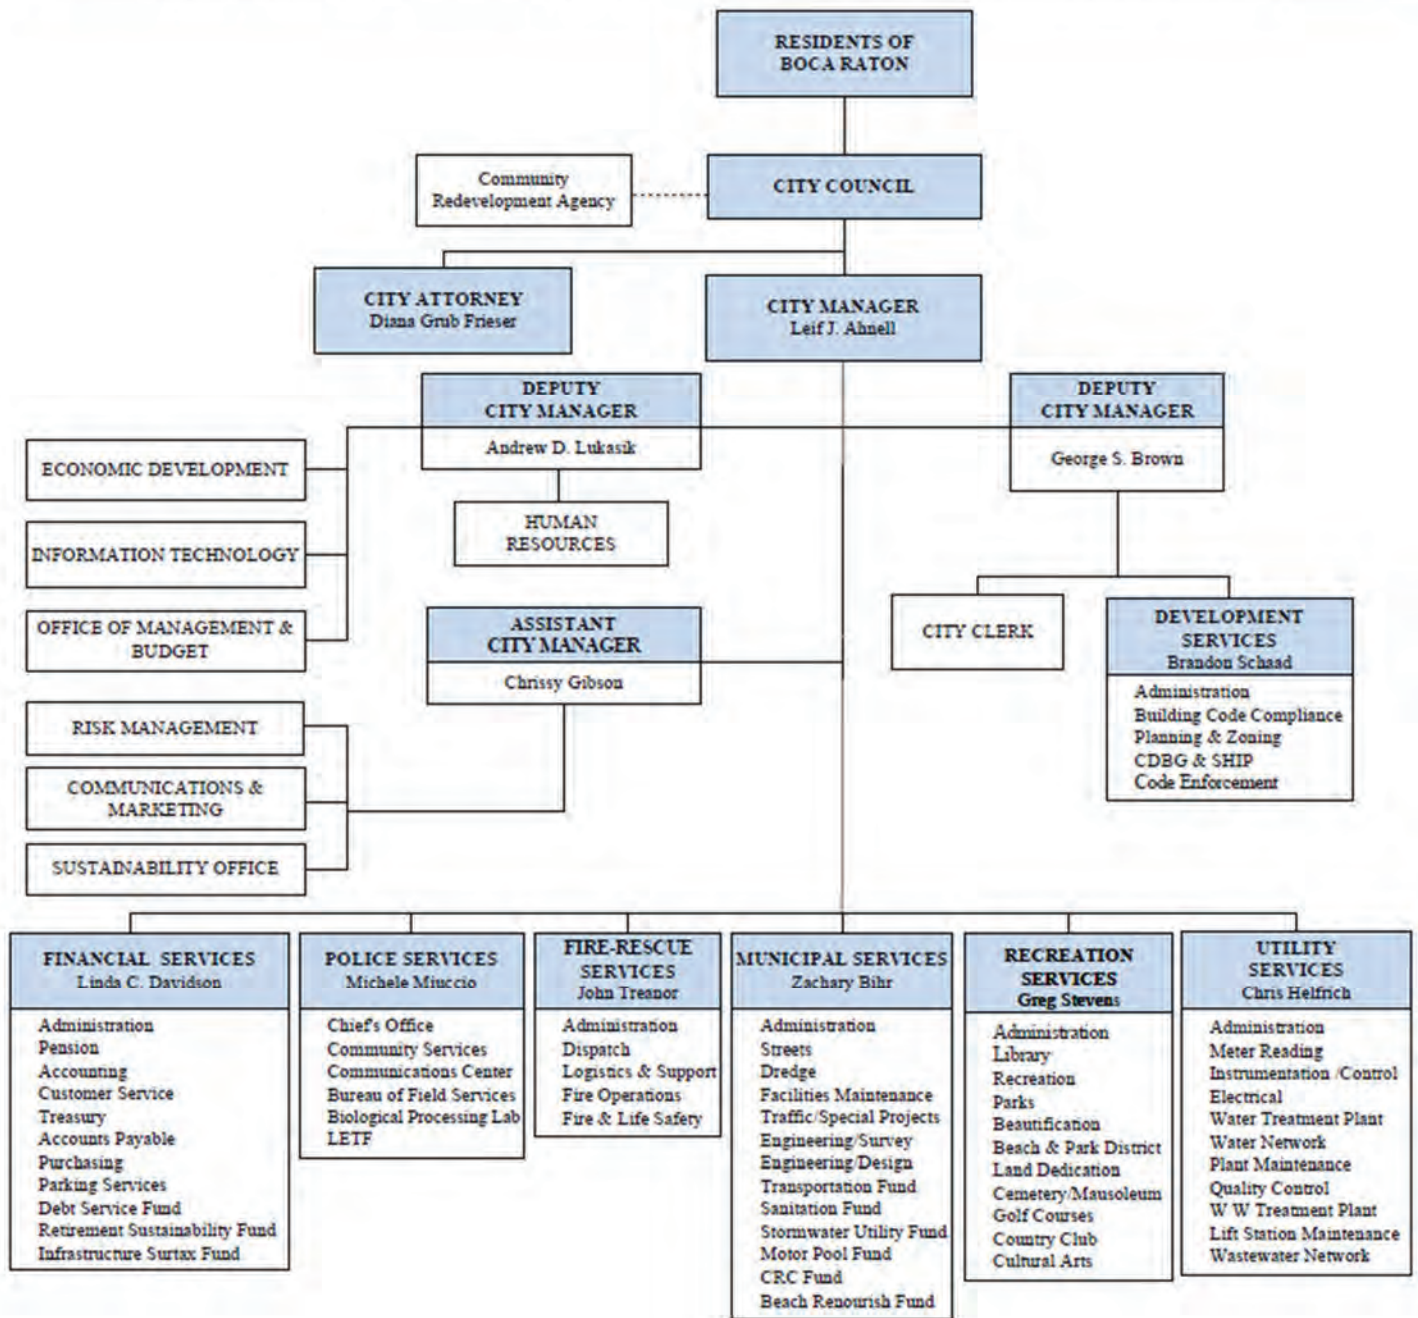 RESIDENTS OF
BOCA RATON
Community
Redevelopment Agency
CITY COUNCIL
CITY ATTORNEY
Diana Grub Frieser
CITY MANAGER
Leif J. Ahnell
DEPUTY
CITY MANAGER
Andrew D. Lukasik
DEPUTY
CITY MANAGER
George S. Brown
ECONOMIC DEVELOPMENT
INFORMATION TECHNOLOGY
OFFICE OF MANAGEMENT &
BUDGET
HUMAN
RESOURCES
ASSISTANT
CITY MANAGER
Chrissy Gibson
CITY CLERK
DEVELOPMENT
SERVICES
Brandon Schaad
Administration
Building Code Compliance
Planning & Zoning
CDBG & SHIP
Code Enforcement
RISK MANAGEMENT
COMMUNICATIONS &
MARKETING
SUSTAINABILITY OFFICE
FINANCIAL SERVICES
Linda C. Davidson
Administration
Pension
Accounting
Customer Service
Treasury
Accounts Payable
Purchasing
Parking Services
Debt Service Fund
Retirement Sustainability Fund
Infrastructure Surtax Fund
POLICE SERVICES
Michele Miuccio
Chief's Office
Community Services
Communications Center
Bureau of Field Services
Biological Processing Lab
LETF
FIRE-RESCUE
SERVICES
John Treanor
Administration
Dispatch
Logistics & Support
Fire Operations
Fire & Life Safety
MUNICIPAL SERVICES
Zachary Bihr
Administration
Streets
Dredge
Facilities Maintenance
Traffic/Special Projects
Engineering/Survey
Engineering/Design
Transportation Fund
Sanitation Fund
Stormwater Utility Fund
Motor Pool Fund
CRC Fund
Beach Renourish Fund
RECREATION
SERVICES
Greg Stevens
Administration
Library
Recreation
Parks
Beautification
Beach & Park District
Land Dedication
Cemetery/Mausoleum
Golf Courses
Country Club
Cultural Arts
UTILITY
SERVICES
Chris Helfrich
Administration
Meter Reading
Instrumentation /Control
Electrical
Water Treatment Plant
Water Network
Plant Maintenance
Quality Control
W W Treatment Plant
Lift Station Maintenance
Wastewater Network